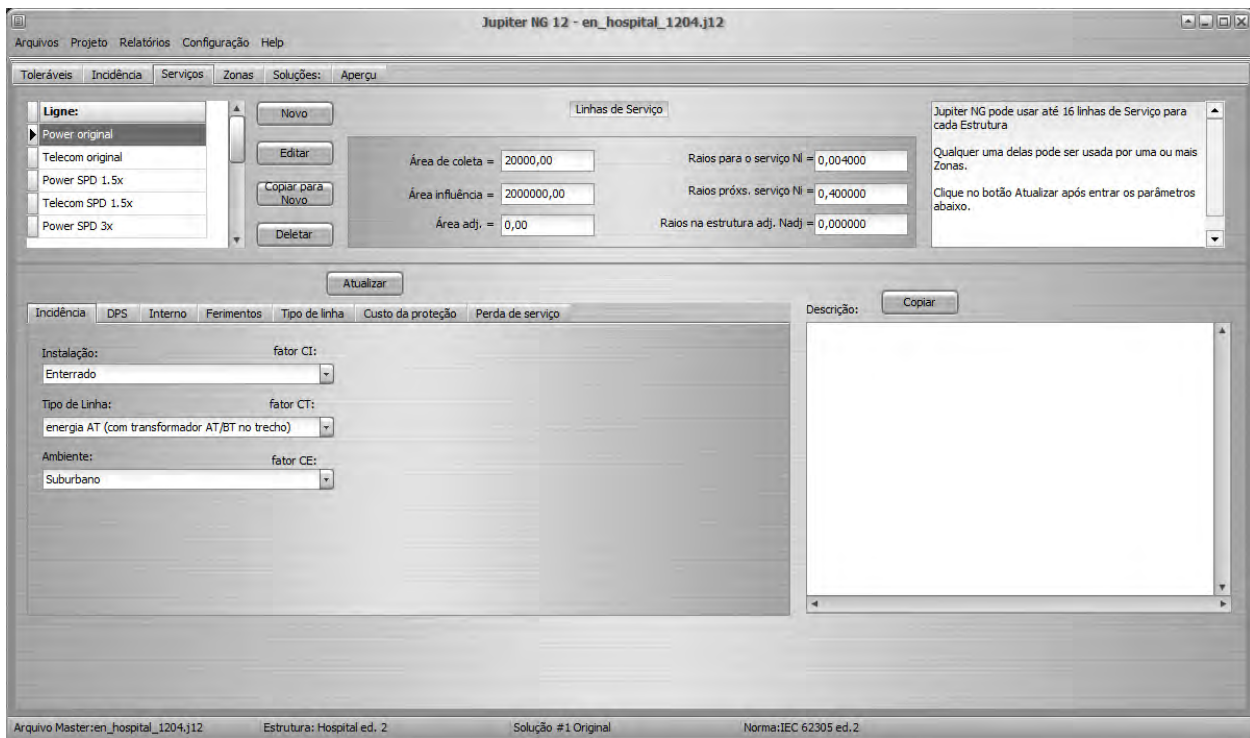 Jupiter NG 12 - en_hospital_1204.j12
Arquivos Projeto Relatórios Configuração Help
Toleráveis Incidência Serviços Zonas Soluções: Aperçu
Ligne:
Power original
Telecom original
Power SPD 1.5x
Telecom SPD 1.5x
Power SPD 3x
Novo
Editar
Copiar para
Novo
Deletar
Linhas de Serviço
Área de coleta = 20000,00
Raios para o serviço Nl = 0,004000
Área influência = 2000000,00
Raios próxs. serviço Ni = 0,400000
Área adj. = 0,00
Raios na estrutura adj. Nadj = 0,000000
Jupiter NG pode usar até 16 linhas de Serviço para
cada Estrutura
Qualquer uma delas pode ser usada por uma ou mais
Zonas.
Clique no botão Atualizar após entrar os parâmetros
abaixo.
Atualizar
Incidência DPS Interno Ferimentos Tipo de linha Custo da proteção Perda de serviço
Instalação: fator CI:
Enterrado
Tipo de Linha: fator CT:
energia AT (com transformador AT/BT no trecho)
Ambiente: fator CE:
Suburbano
Descrição: Copiar
Arquivo Master:en_hospital_1204.j12 Estrutura: Hospital ed. 2 Solução #1 Original Norma:IEC 62305 ed.2